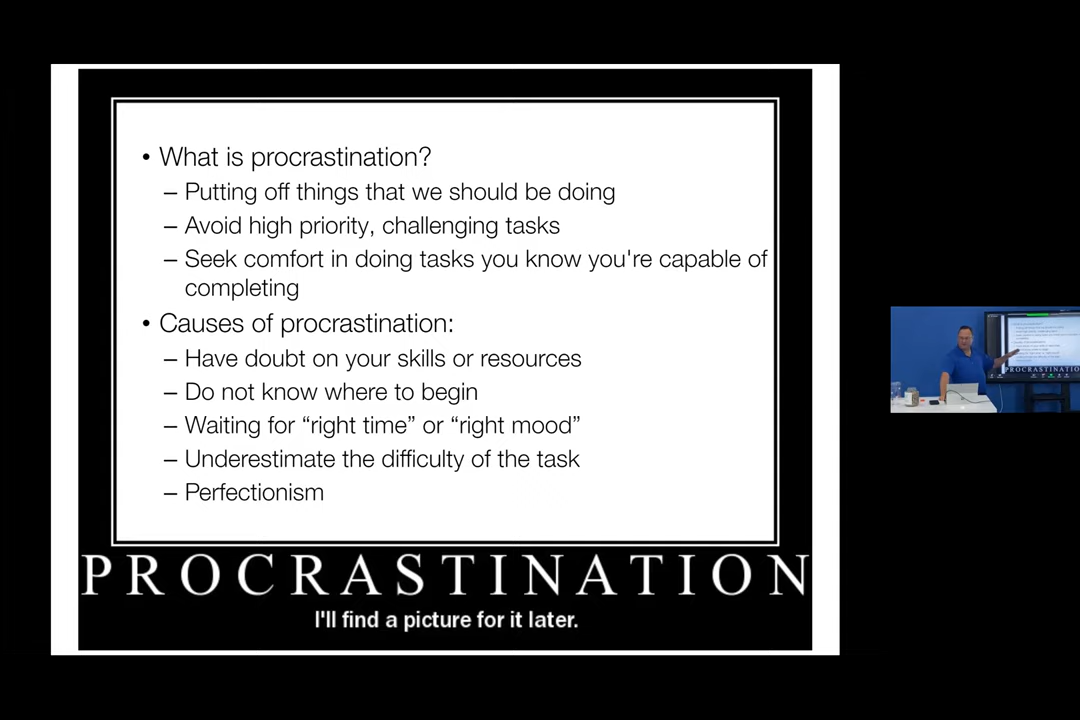 • What is procrastination?
– Putting off things that we should be doing
– Avoid high priority, challenging tasks
– Seek comfort in doing tasks you know you're capable of
completing
• Causes of procrastination:
– Have doubt on your skills or resources
– Do not know where to begin
– Waiting for “right time” or “right mood”
– Underestimate the difficulty of the task
– Perfectionism
PROCRASTINATION
I'll find a picture for it later.
PROCRASTINATIO